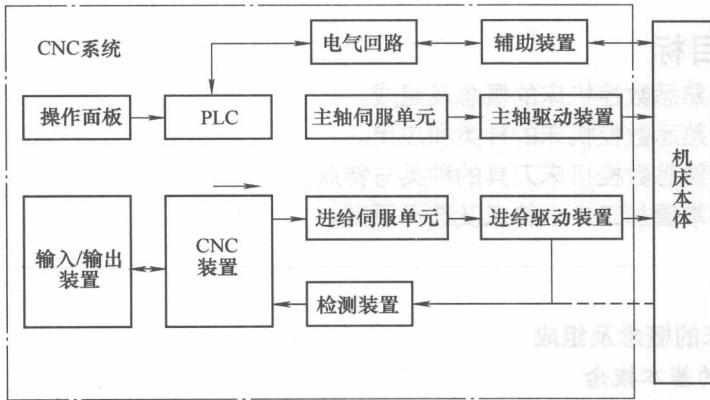 CNC系统
电气回路
辅助装置
操作面板
PLC
主轴伺服单元
主轴驱动装置
机床本体
输入/输出
装置
CNC
装置
进给伺服单元
进给驱动装置
检测装置